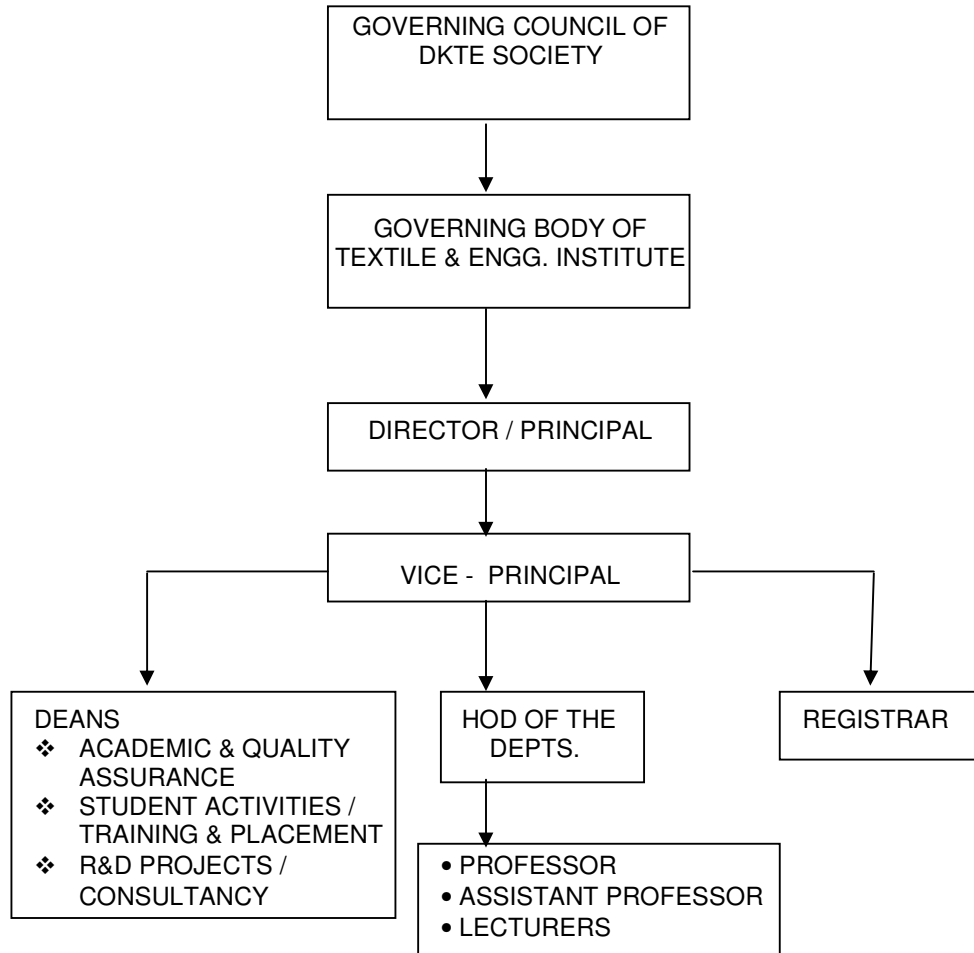 GOVERNING COUNCIL OF
DKTE SOCIETY
GOVERNING BODY OF
TEXTILE & ENGG. INSTITUTE
DIRECTOR / PRINCIPAL
VICE - PRINCIPAL
DEANS
❖ ACADEMIC & QUALITY
ASSURANCE
❖ STUDENT ACTIVITIES /
TRAINING & PLACEMENT
❖ R&D PROJECTS /
CONSULTANCY
HOD OF THE
DEPTS.
REGISTRAR
• PROFESSOR
• ASSISTANT PROFESSOR
• LECTURERS